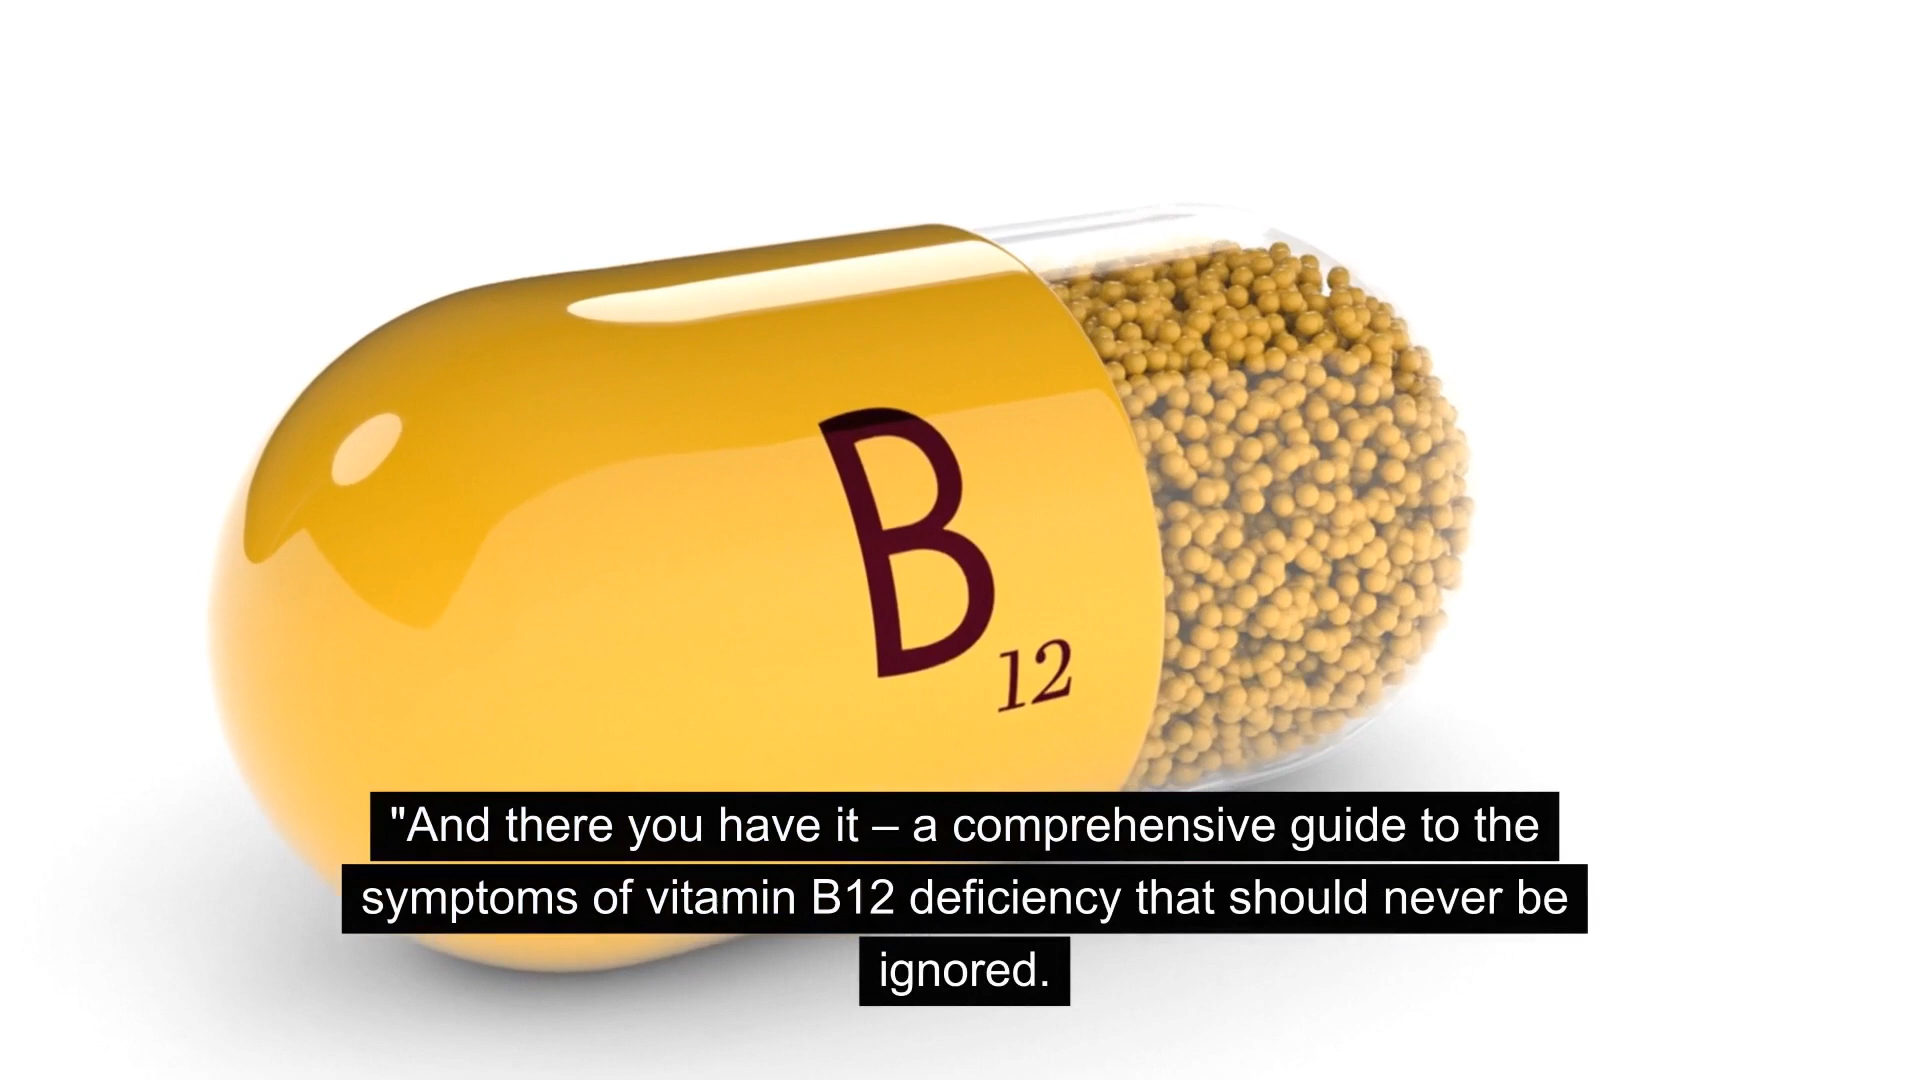 B
12
"And there you have it – a comprehensive guide to the
symptoms of vitamin B12 deficiency that should never be
ignored.